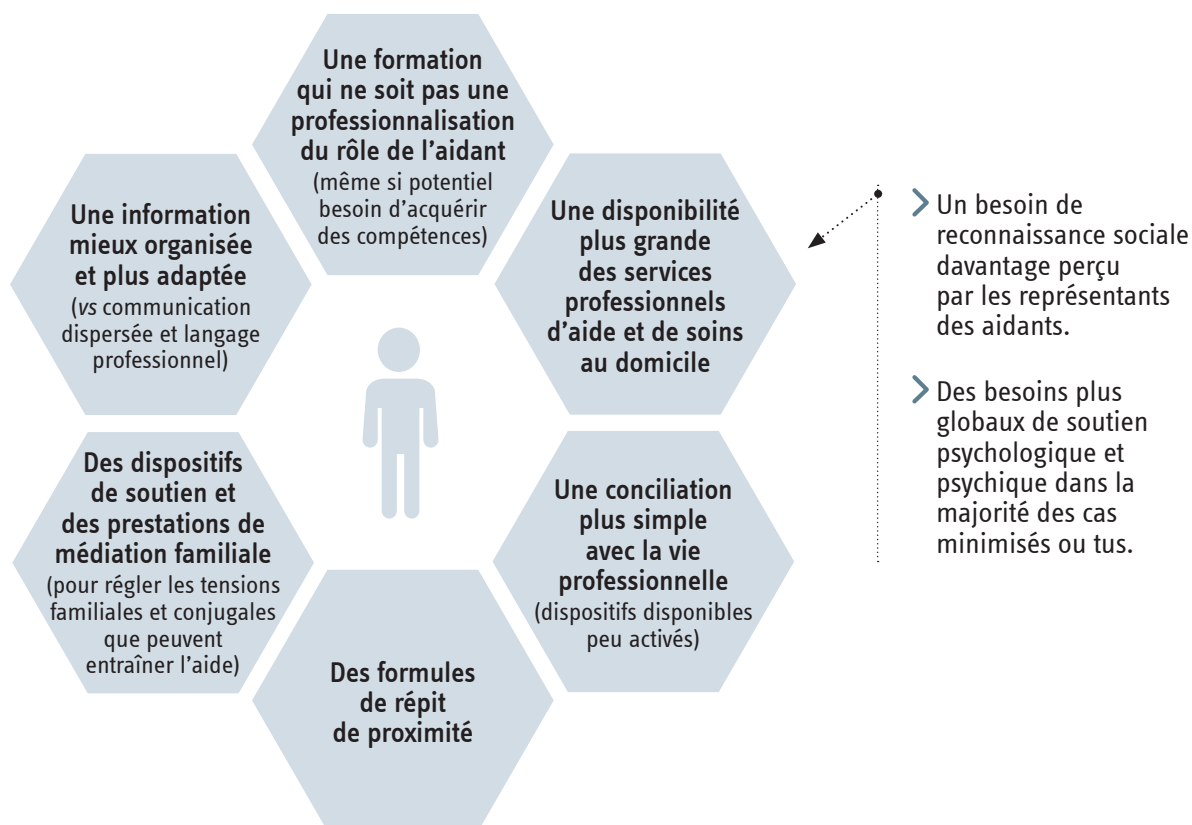 Une formation
qui ne soit pas une
professionnalisation
du rôle de l'aidant
(même si potentiel
besoin d'acquérir
des compétences)
Une information
mieux organisée
et plus adaptée
(vs communication
dispersée et langage
professionnel)
Une disponibilité
plus grande
des services
professionnels
d'aide et de soins
au domicile
Des dispositifs
de soutien et
des prestations de
médiation familiale
(pour régler les tensions
familiales et conjugales
que peuvent
entraîner l'aide)
Une conciliation
plus simple
avec la vie
professionnelle
(dispositifs disponibles
peu activés)
Des formules
de répit
de proximité
Un besoin de
reconnaissance sociale
davantage perçu
par les représentants
des aidants.
Des besoins plus
globaux de soutien
psychologique et
psychique dans la
majorité des cas
minimisés ou tus.